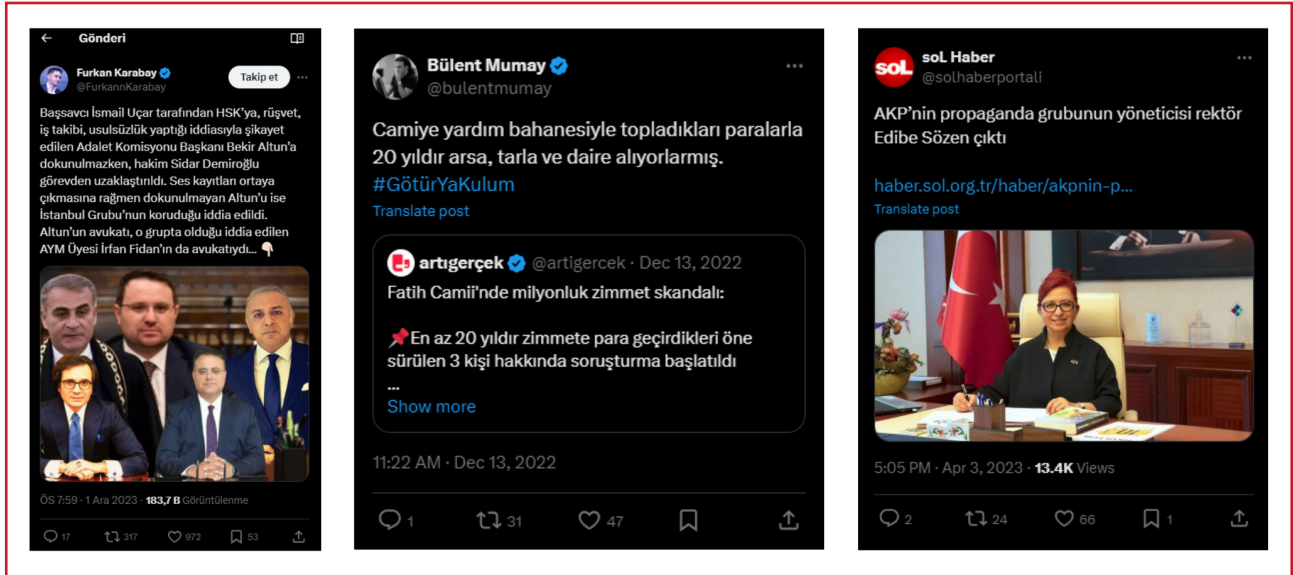 Gönderi
Furkan Karabay
@FurkannKarabay
Takip et
Başsavcı İsmail Uçar tarafından HSK'ya, rüşvet,
iş takibi, usulsüzlük yaptığı iddiasıyla şikayet
edilen Adalet Komisyonu Başkanı Bekir Altun'a
dokunulmazken, hakim Sidar Demiroğlu
görevden uzaklaştırıldı. Ses kayıtları ortaya
çıkmasına rağmen dokunulmayan Altun'u ise
İstanbul Grubu'nun koruduğu iddia edildi.
Altun'un avukatı, o grupta olduğu iddia edilen
AYM Üyesi İrfan Fidan'ın da avukatıydı...
ÖS 7:59 · 1 Ara 2023 · 183,7 B Görüntülenme
17 317 972 53
Bülent Mumay
@bulentmumay
Camiye yardım bahanesiyle topladıkları paralarla
20 yıldır arsa, tarla ve daire alıyorlarmış.
#GötürYaKulum
Translate post
artıgerçek @artigercek · Dec 13, 2022
Fatih Camii'nde milyonluk zimmet skandalı:
En az 20 yıldır zimmete para geçirdikleri öne
sürülen 3 kişi hakkında soruşturma başlatıldı
...
Show more
11:22 AM · Dec 13, 2022
1 31 47
soL
soL Haber
@solhaberportali
AKP'nin propaganda grubunun yöneticisi rektör
Edibe Sözen çıktı
haber.sol.org.tr/haber/akpnin-p...
Translate post
5:05 PM · Apr 3, 2023 · 13.4K Views
2 24 66 1